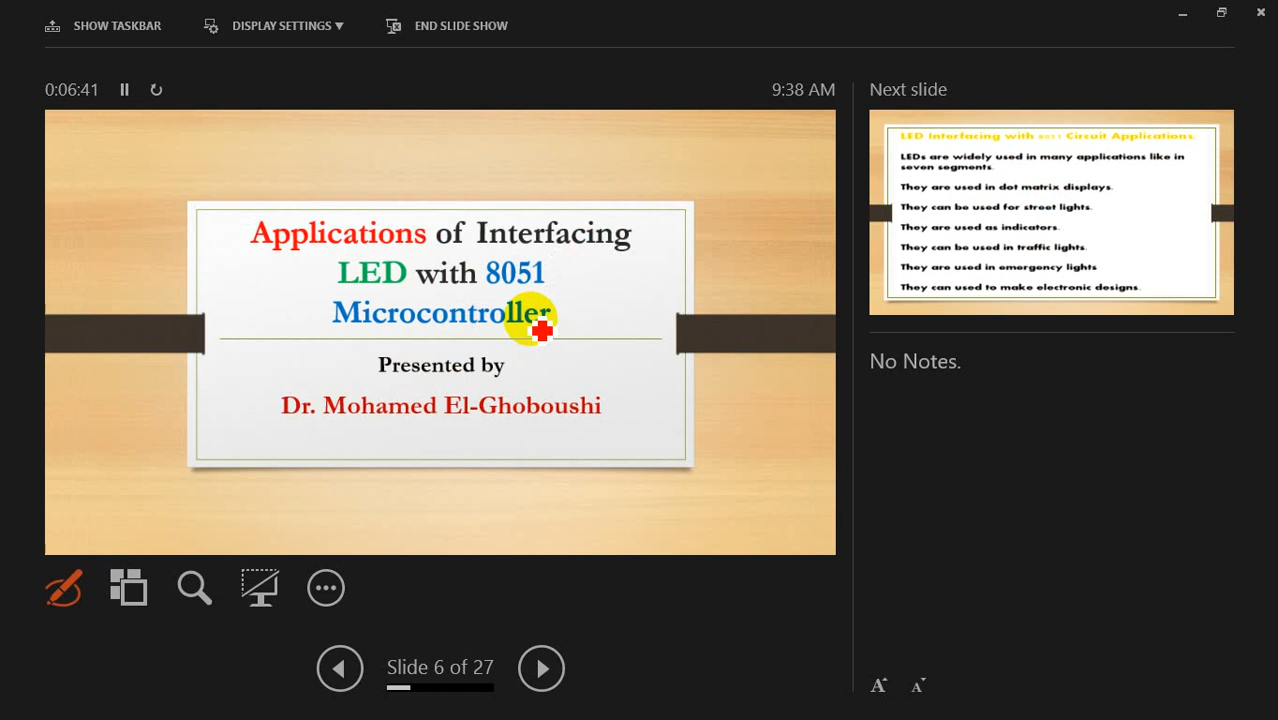 SHOW TASKBAR
DISPLAY SETTINGS ▼
END SLIDE SHOW
0:06:41
9:38 AM
Applications of Interfacing
LED with 8051
Microcontroller
Presented by
Dr. Mohamed El-Ghoboushi
Next slide
LED Interfacing with 8051 Circuit Applications.
LEDs are widely used in many applications like in
seven segments.
They are used in dot matrix displays.
They can be used for street lights.
They are used as indicators.
They can be used in traffic lights.
They are used in emergency lights
They can used to make electronic designs.
No Notes.
Slide 6 of 27
A A